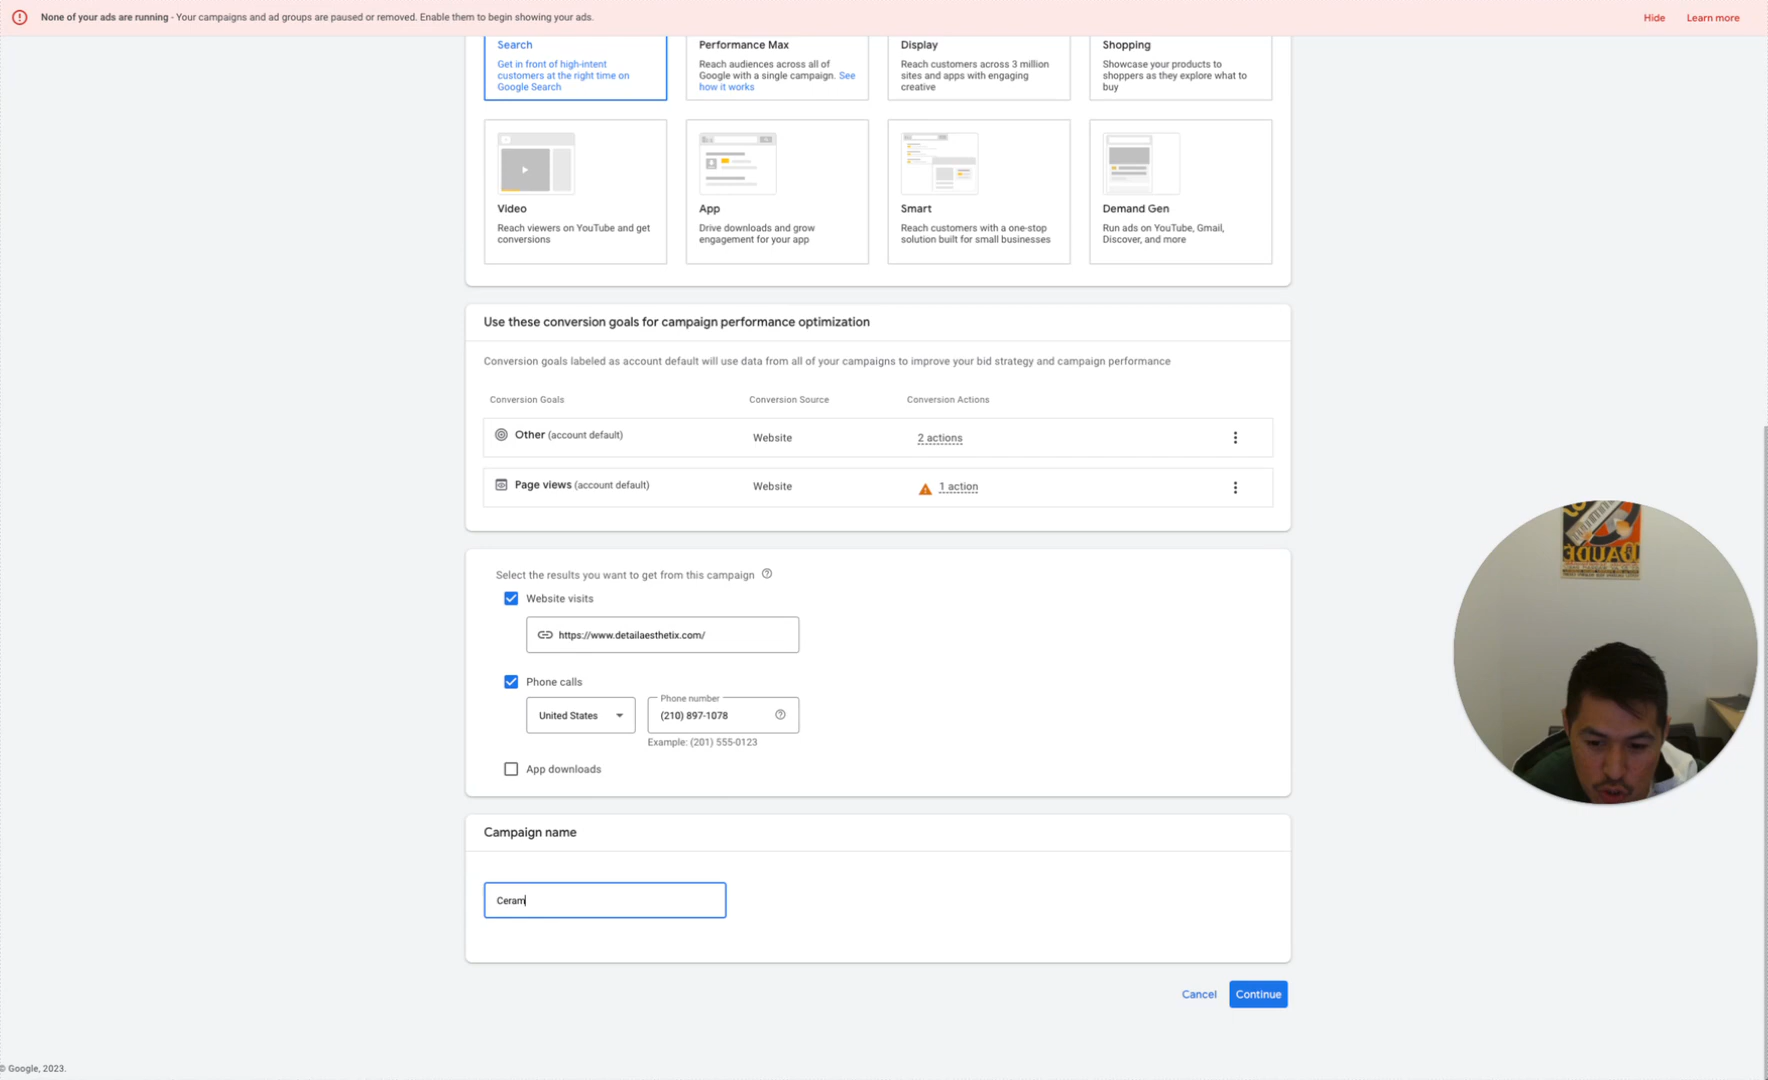 None of your ads are running - Your campaigns and ad groups are paused or removed. Enable them to begin showing your ads.
Hide
Learn more
Search
Get in front of high-intent
customers at the right time on
Google Search
Performance Max
Reach audiences across all of
Google with a single campaign. See
how it works
Display
Reach customers across 3 million
sites and apps with engaging
creative
Shopping
Showcase your products to
shoppers as they explore what to
buy
Video
Reach viewers on YouTube and get
conversions
App
Drive downloads and grow
engagement for your app
Smart
Reach customers with a one-stop
solution built for small businesses
Demand Gen
Run ads on YouTube, Gmail,
Discover, and more
Use these conversion goals for campaign performance optimization
Conversion goals labeled as account default will use data from all of your campaigns to improve your bid strategy and campaign performance
Conversion Goals
Conversion Source
Conversion Actions
Other (account default)
Website
2 actions
Page views (account default)
Website
1 action
Select the results you want to get from this campaign
Website visits
https://www.detailaesthetix.com/
Phone calls
United States
Phone number
(210) 897-1078
Example: (201) 555-0123
App downloads
Campaign name
Ceram
Cancel
Continue
© Google, 2023.